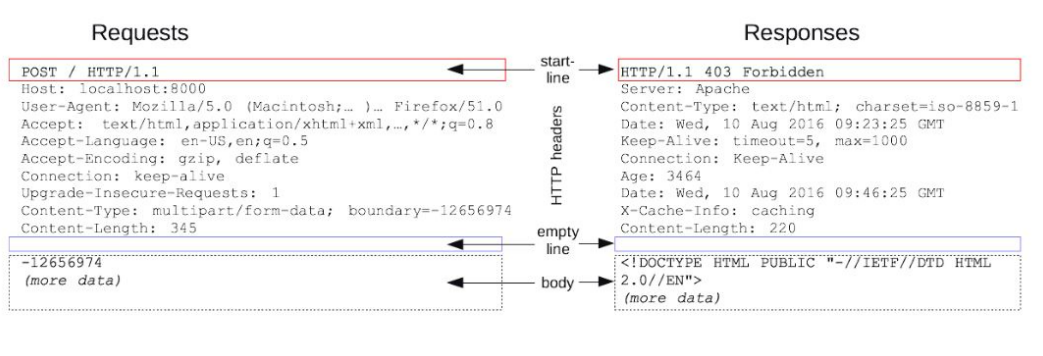 Requests
POST / HTTP/1.1
Host: localhost:8000
User-Agent: Mozilla/5.0 (Macintosh;… )… Firefox/51.0
Accept: text/html,application/xhtml+xml,…,*/*;q=0.8
Accept-Language: en-US,en;q=0.5
Accept-Encoding: gzip, deflate
Connection: keep-alive
Upgrade-Insecure-Requests: 1
Content-Type: multipart/form-data; boundary=-12656974
Content-Length: 345
-12656974
(more data)
start-
line
HTTP headers
empty
line
body
Responses
HTTP/1.1 403 Forbidden
Server: Apache
Content-Type: text/html; charset=iso-8859-1
Date: Wed, 10 Aug 2016 09:23:25 GMT
Keep-Alive: timeout=5, max=1000
Connection: Keep-Alive
Age: 3464
Date: Wed, 10 Aug 2016 09:46:25 GMT
X-Cache-Info: caching
Content-Length: 220
<!DOCTYPE HTML PUBLIC "-//IETF//DTD HTML
2.0//EN">
(more data)